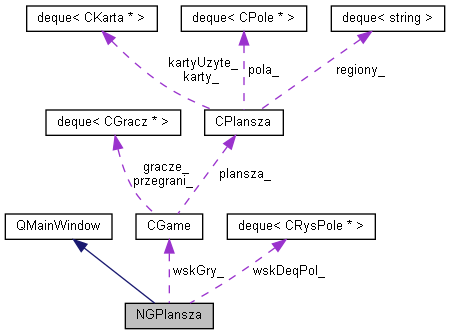 deque< CKarta * >
deque< CPole * >
deque< string >
kartyUzyte_
karty_
pola_
regiony_
deque< CGracz * >
CPlansza
gracze_
przegrani_
plansza_
QMainWindow
CGame
deque< CRysPole * >
wskGry_
wskDeqPol_
NGPlansza